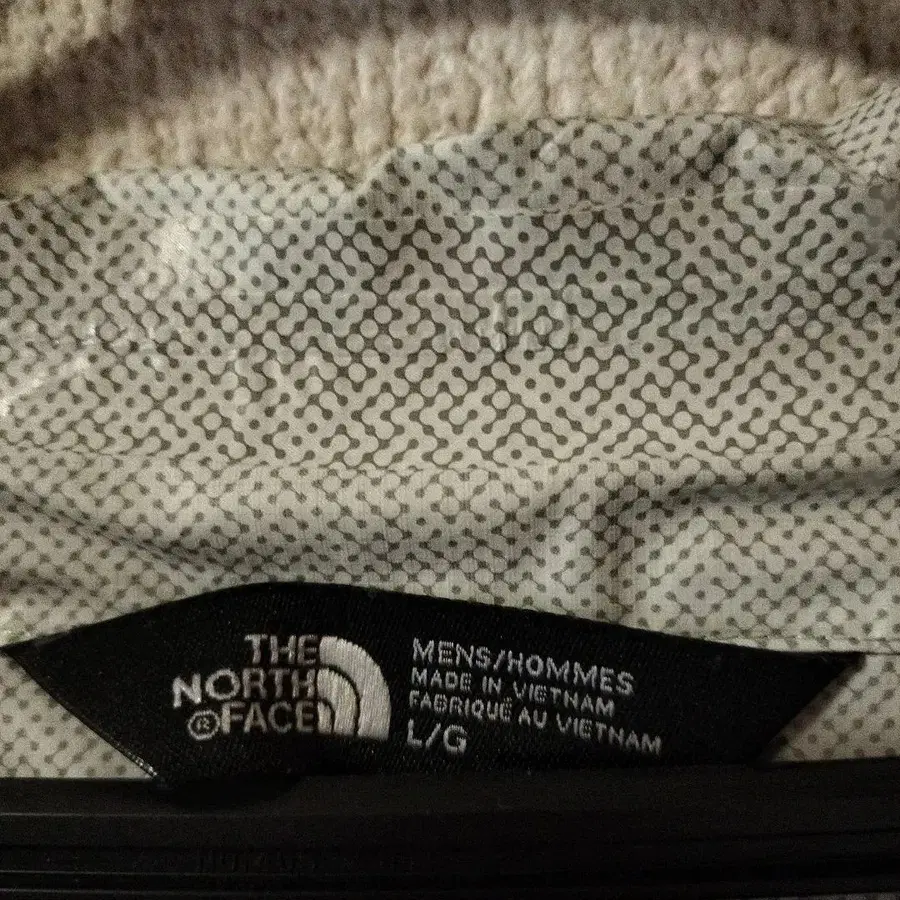 THE
NORTH
®FACE
MENS/HOMMES
MADE IN VIETNAM
FABRIQUÉ AU VIETNAM
L/G